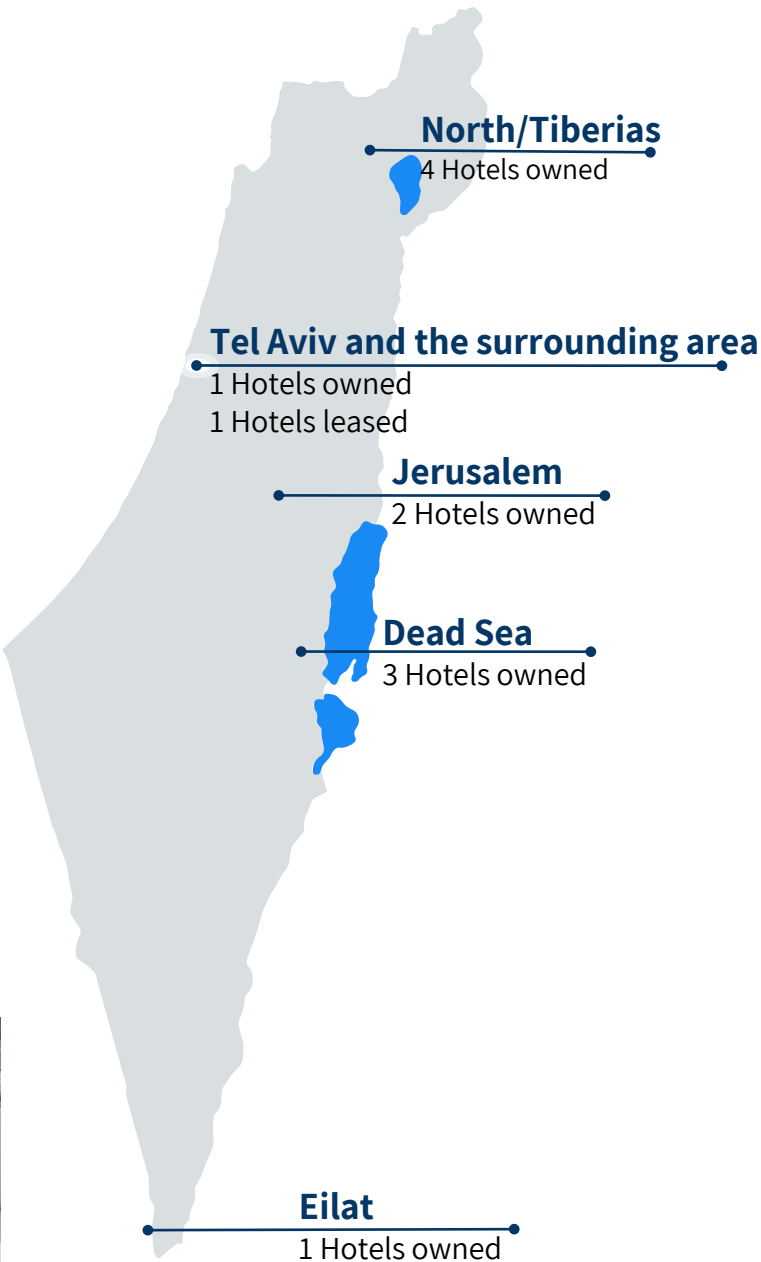 North/Tiberias
4 Hotels owned
Tel Aviv and the surrounding area
1 Hotels owned
1 Hotels leased
Jerusalem
2 Hotels owned
Dead Sea
3 Hotels owned
Eilat
1 Hotels owned